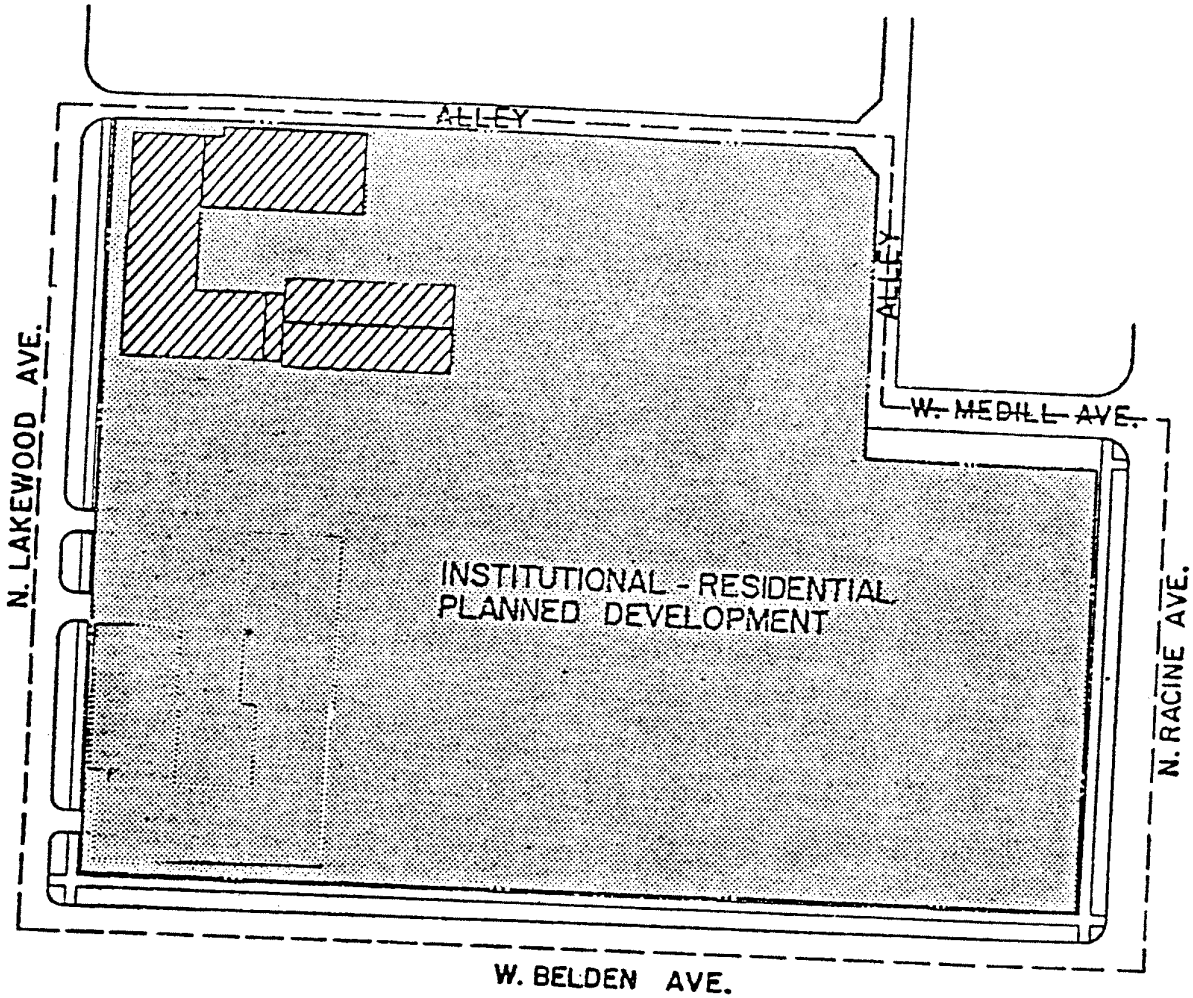 ALLEY
ALLEY
W. MEDILL AVE.
N. LAKEWOOD AVE.
INSTITUTIONAL - RESIDENTIAL
PLANNED DEVELOPMENT
N. RACINE AVE.
W. BELDEN AVE.